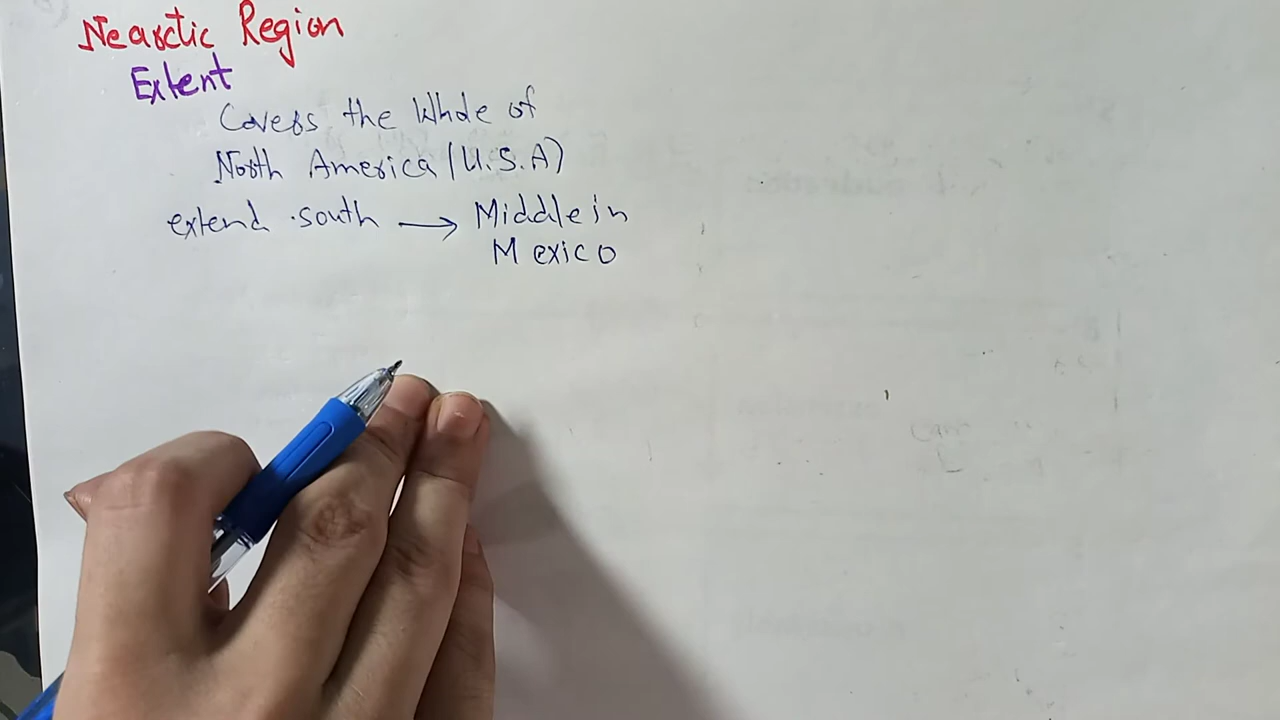 Nearctic Region
Extent
Covers the Whole of
North America (U.S.A)
extend south → Middle in
Mexico